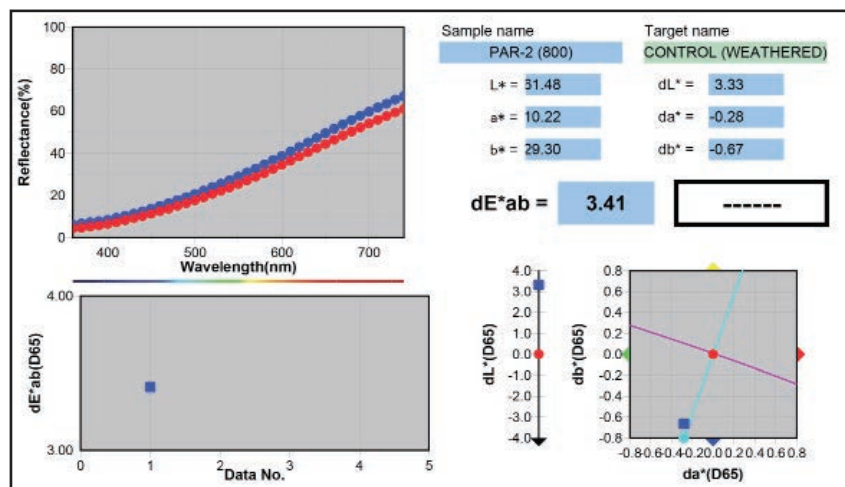 100
80
60
40
20
0
Reflectance(%)
400 500 600 700
Wavelength(nm)
Sample name Target name
PAR-2 (800) CONTROL (WEATHERED)
L* = 61.48 dL* = 3.33
a* = 10.22 da* = -0.28
b* = 29.30 db* = -0.67
dE*ab = 3.41 ------
4.00
3.00
dE*ab(D65)
0 1 2 3 4 5
Data No.
4.0
3.0
2.0
1.0
0.0
-1.0
-2.0
-3.0
-4.0
dL*(D65)
0.8
0.6
0.4
0.2
0.0
-0.2
-0.4
-0.6
-0.8
db*(D65)
-0.8 -0.6 -0.4 -0.2 0.0 0.2 0.4 0.6 0.8
da*(D65)